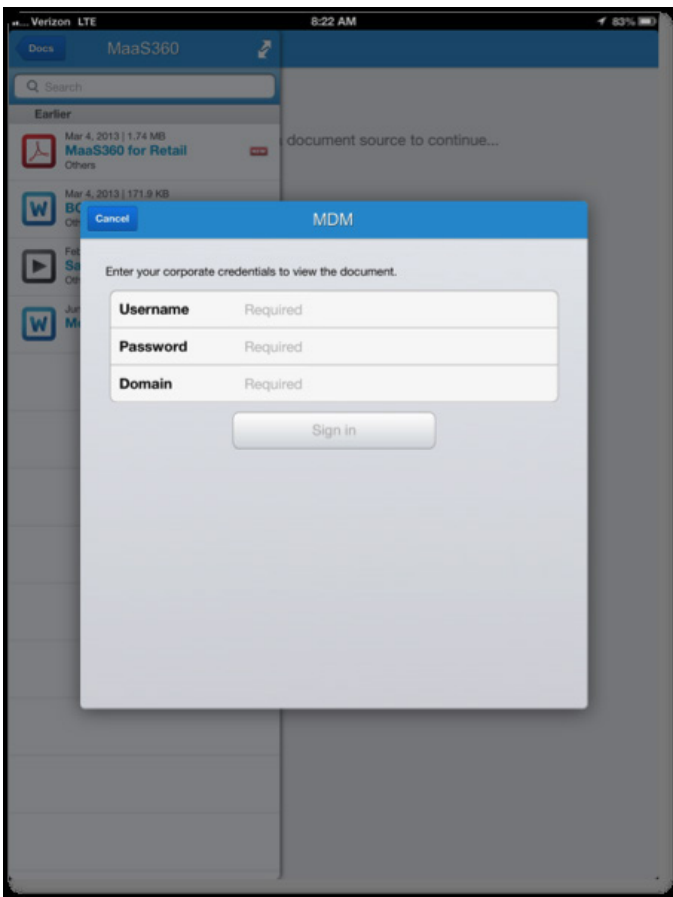 Verizon LTE 8:22 AM 83%
Docs MaaS360
Search
Earlier
Mar 4, 2013 | 1.74 MB
MaaS360 for Retail
Others
document source to continue...
Mar 4, 2013 | 171.9 KB
Cancel MDM
Enter your corporate credentials to view the document.
Username Required
Password Required
Domain Required
Sign in